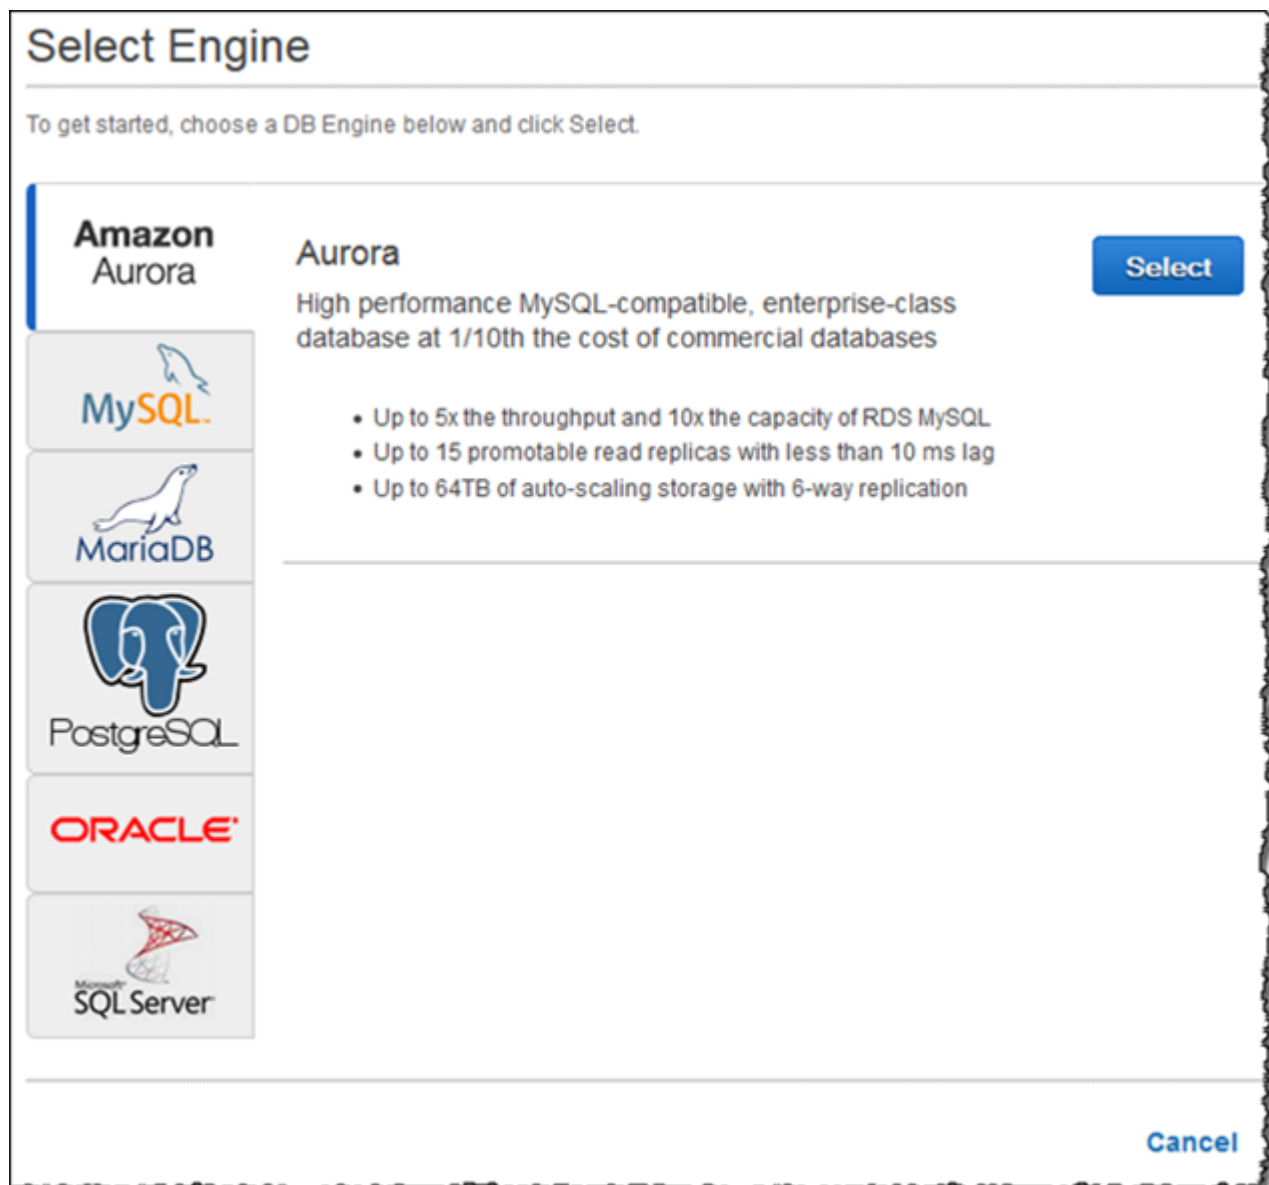 Select Engine
To get started, choose a DB Engine below and click Select.
Amazon
Aurora
Aurora
Select
High performance MySQL-compatible, enterprise-class
database at 1/10th the cost of commercial databases
• Up to 5x the throughput and 10x the capacity of RDS MySQL
• Up to 15 promotable read replicas with less than 10 ms lag
• Up to 64TB of auto-scaling storage with 6-way replication
MySQL™
MariaDB
PostgreSQL
ORACLE®
Microsoft®
SQL Server®
Cancel